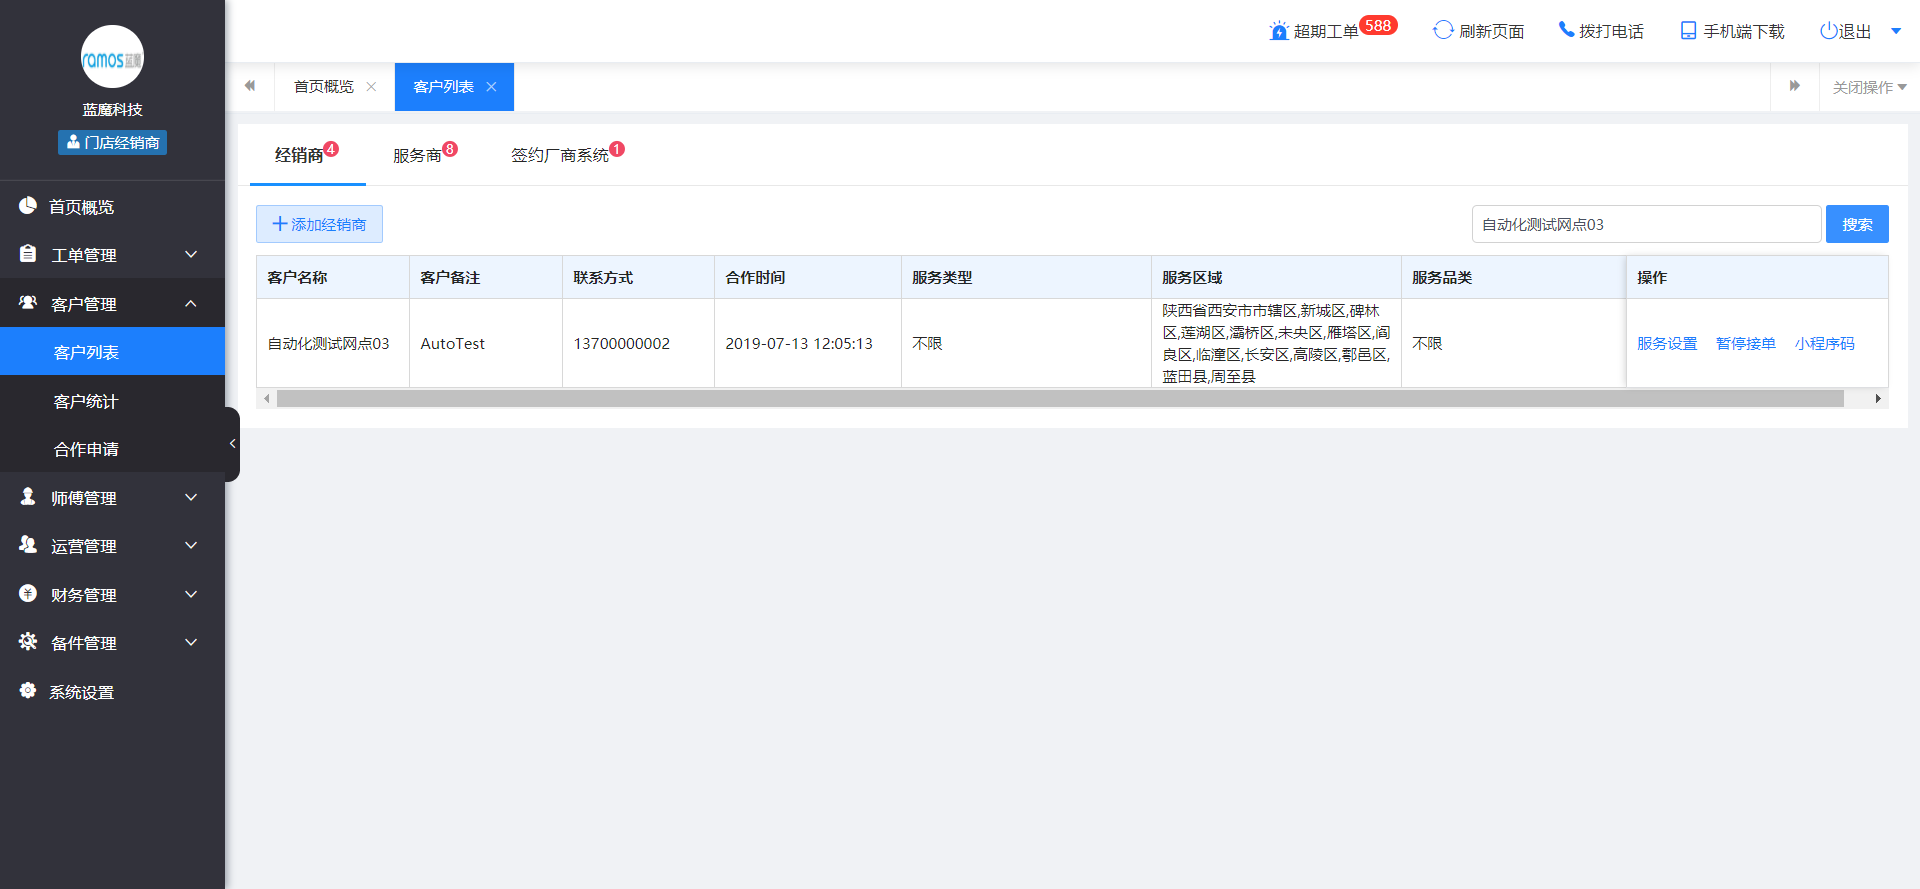 超期工单 588 刷新页面 拨打电话 手机端下载 退出
ramos蓝魔
蓝魔科技
门店经销商
首页概览 客户列表 关闭操作
首页概览
工单管理
客户管理
客户列表
客户统计
合作申请
师傅管理
运营管理
财务管理
备件管理
系统设置
经销商 4 服务商 8 签约厂商系统 1
添加经销商 自动化测试网点03 搜索
客户名称 客户备注 联系方式 合作时间 服务类型 服务区域 服务品类 操作
自动化测试网点03 AutoTest 13700000002 2019-07-13 12:05:13 不限
陕西省西安市市辖区,新城区,碑林
区,莲湖区,灞桥区,未央区,雁塔区,阎
良区,临潼区,长安区,高陵区,鄠邑区,
蓝田县,周至县
不限 服务设置 暂停接单 小程序码